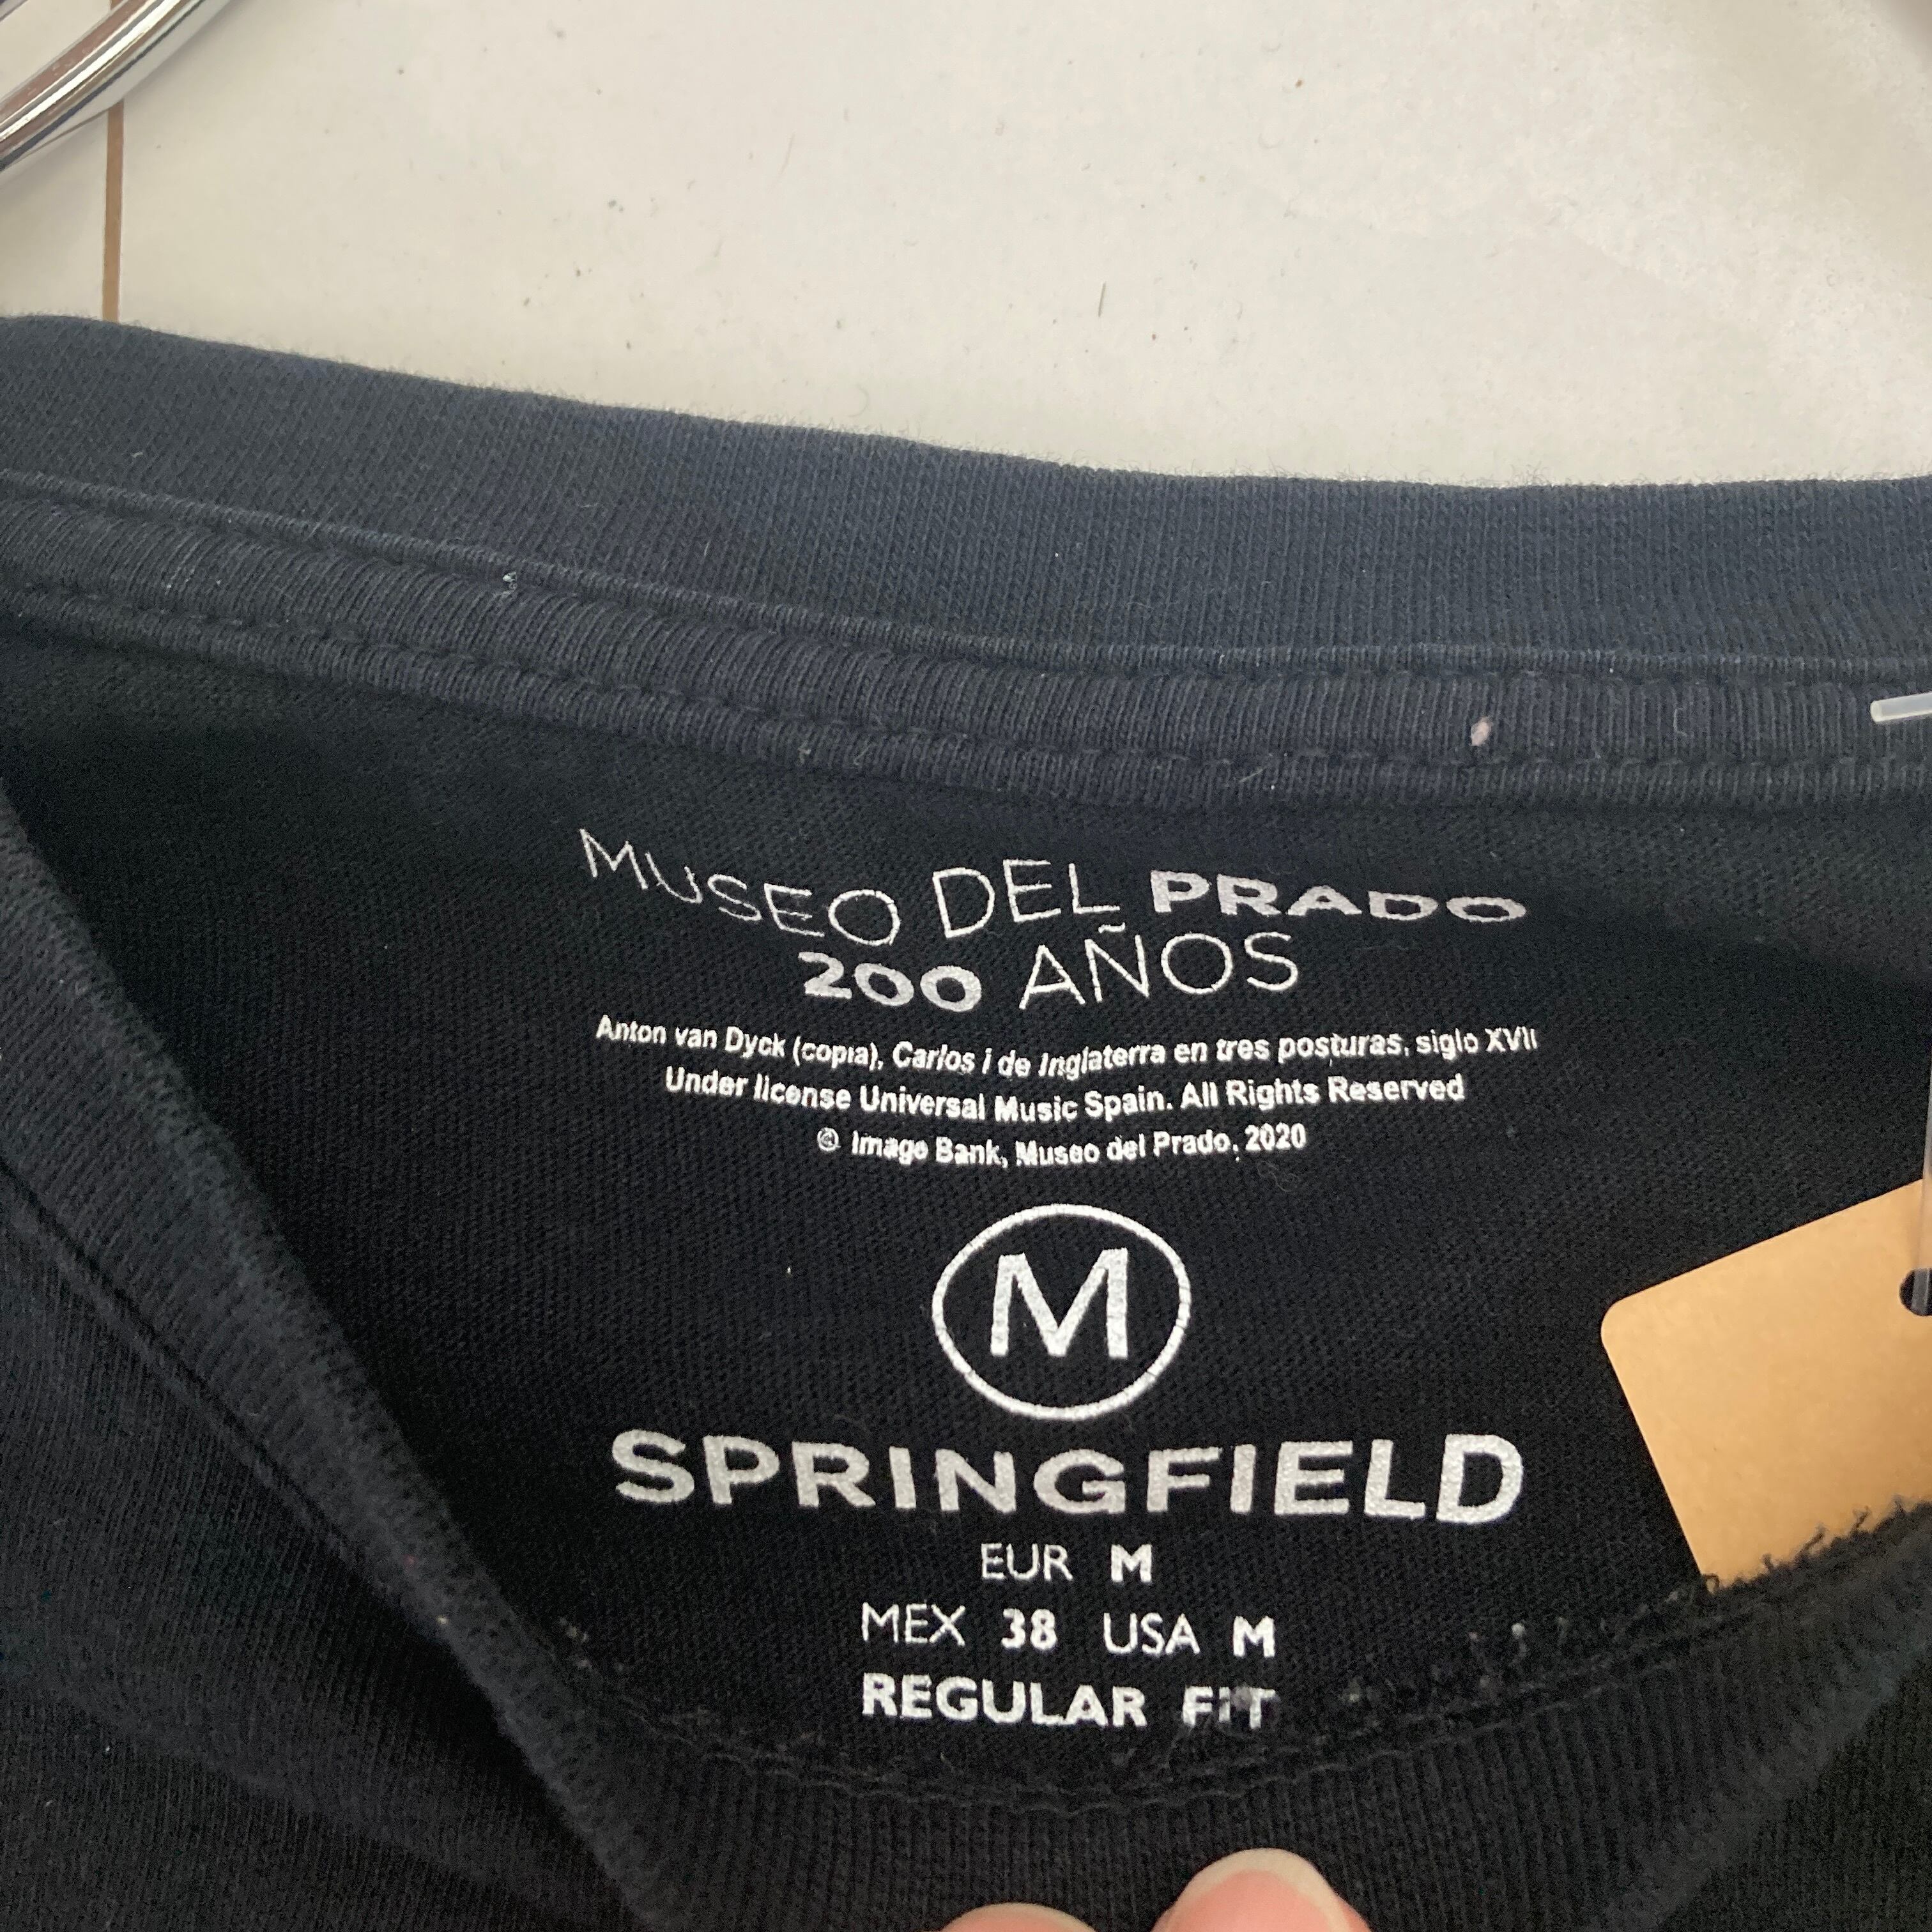 MUSEO DEL PRADO
200 AÑOS
Anton van Dyck (copia), Carlos I de Inglaterra en tres posturas, siglo XVII
Under license Universal Music Spain. All Rights Reserved
© Image Bank, Museo del Prado, 2020
M
SPRINGFIELD
EUR M
MEX 38 USA M
REGULAR FIT